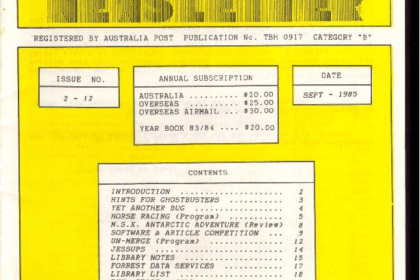 NEWSLETTER
REGISTERED BY AUSTRALIA POST PUBLICATION No. TBH 0917 CATEGORY "B"
ISSUE NO.
2 - 12
ANNUAL SUBSCRIPTION
AUSTRALIA .......... $20.00
OVERSEAS .......... $25.00
OVERSEAS AIRMAIL ... $30.00
YEAR BOOK 83/84 .... $20.00
DATE
SEPT - 1985
CONTENTS
INTRODUCTION ................ 2
HINTS FOR GHOSTBUSTERS ............ 3
YET ANOTHER BUG ............. 4
HORSE RACING (Program) ............ 5
M.S.X. ANTARCTIC ADVENTURE (Review) 8
SOFTWARE & ARTICLE COMPETITION .... 9
UN-MERGE (Program) ............ 12
JESSUPS ................ 14
LIBRARY NOTES ................ 15
FORREST DATA SERVICES ............. 17
LIBRARY LIST ................ 18